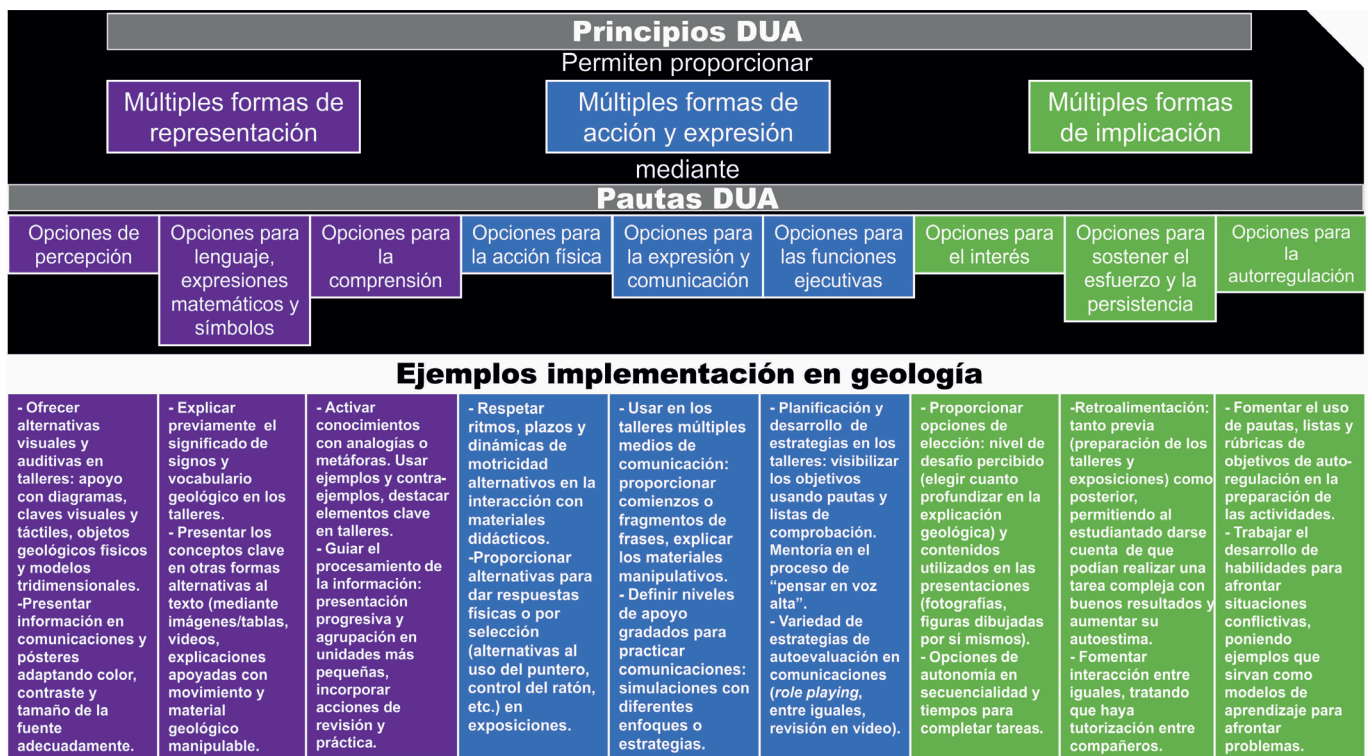 Principios DUA
Permiten proporcionar
Múltiples formas de
representación
Múltiples formas de
acción y expresión
Múltiples formas
de implicación
mediante
Pautas DUA
Opciones de
percepción
Opciones para
lenguaje,
expresiones
matemáticos y
símbolos
Opciones para
la
comprensión
Opciones para
la acción física
Opciones para
la expresión y
comunicación
Opciones para
las funciones
ejecutivas
Opciones para
el interés
Opciones para
sostener el
esfuerzo y la
persistencia
Opciones para
la
autorregulación
Ejemplos implementación en geología
- Ofrecer
alternativas
visuales y
auditivas en
talleres: apoyo
con diagramas,
claves visuales y
táctiles, objetos
geológicos físicos
y modelos
tridimensionales.
-Presentar
información en
comunicaciones y
pósteres
adaptando color,
contraste y
tamaño de la
fuente
adecuadamente.
- Explicar
previamente el
significado de
signos y
vocabulario
geológico en los
talleres.
- Presentar los
conceptos clave
en otras formas
alternativas al
texto (mediante
imágenes/tablas,
videos,
explicaciones
apoyadas con
movimiento y
material
geológico
manipulable.
- Activar
conocimientos
con analogías o
metáforas. Usar
ejemplos y contra-
ejemplos, destacar
elementos clave
en talleres.
- Guiar el
procesamiento de
la información:
presentación
progresiva y
agrupación en
unidades más
pequeñas,
incorporar
acciones de
revisión y
práctica.
- Respetar
ritmos, plazos y
dinámicas de
motricidad
alternativos en la
interacción con
materiales
didácticos.
-Proporcionar
alternativas para
dar respuestas
físicas o por
selección
(alternativas al
uso del puntero,
control del ratón,
etc.) en
exposiciones.
- Usar en los
talleres múltiples
medios de
comunicación:
proporcionar
comienzos o
fragmentos de
frases, explicar
los materiales
manipulativos.
- Definir niveles
de apoyo
gradados para
practicar
comunicaciones:
simulaciones con
diferentes
enfoques o
estrategias.
- Planificación y
desarrollo de
estrategias en los
talleres: visibilizar
los objetivos
usando pautas y
listas de
comprobación.
Mentoría en el
proceso de
“pensar en voz
alta”.
- Variedad de
estrategias de
autoevaluación en
comunicaciones
(role playing,
entre iguales,
revisión en vídeo).
- Proporcionar
opciones de
elección: nivel de
desafío percibido
(elegir cuanto
profundizar en la
explicación
geológica) y
contenidos
utilizados en las
presentaciones
(fotografías,
figuras dibujadas
por sí mismos).
- Opciones de
autonomía en
secuencialidad y
tiempos para
completar tareas.
-Retroalimentación:
tanto previa
(preparación de los
talleres y
exposiciones) como
posterior,
permitiendo al
estudiantado darse
cuenta de que
podían realizar una
tarea compleja con
buenos resultados y
aumentar su
autoestima.
- Fomentar
interacción entre
iguales, tratando
que haya
tutorización entre
compañeros.
- Fomentar el uso
de pautas, listas y
rúbricas de
objetivos de auto-
regulación en la
preparación de
las actividades.
- Trabajar el
desarrollo de
habilidades para
afrontar
situaciones
conflictivas,
poniendo
ejemplos que
sirvan como
modelos de
aprendizaje para
afrontar
problemas.